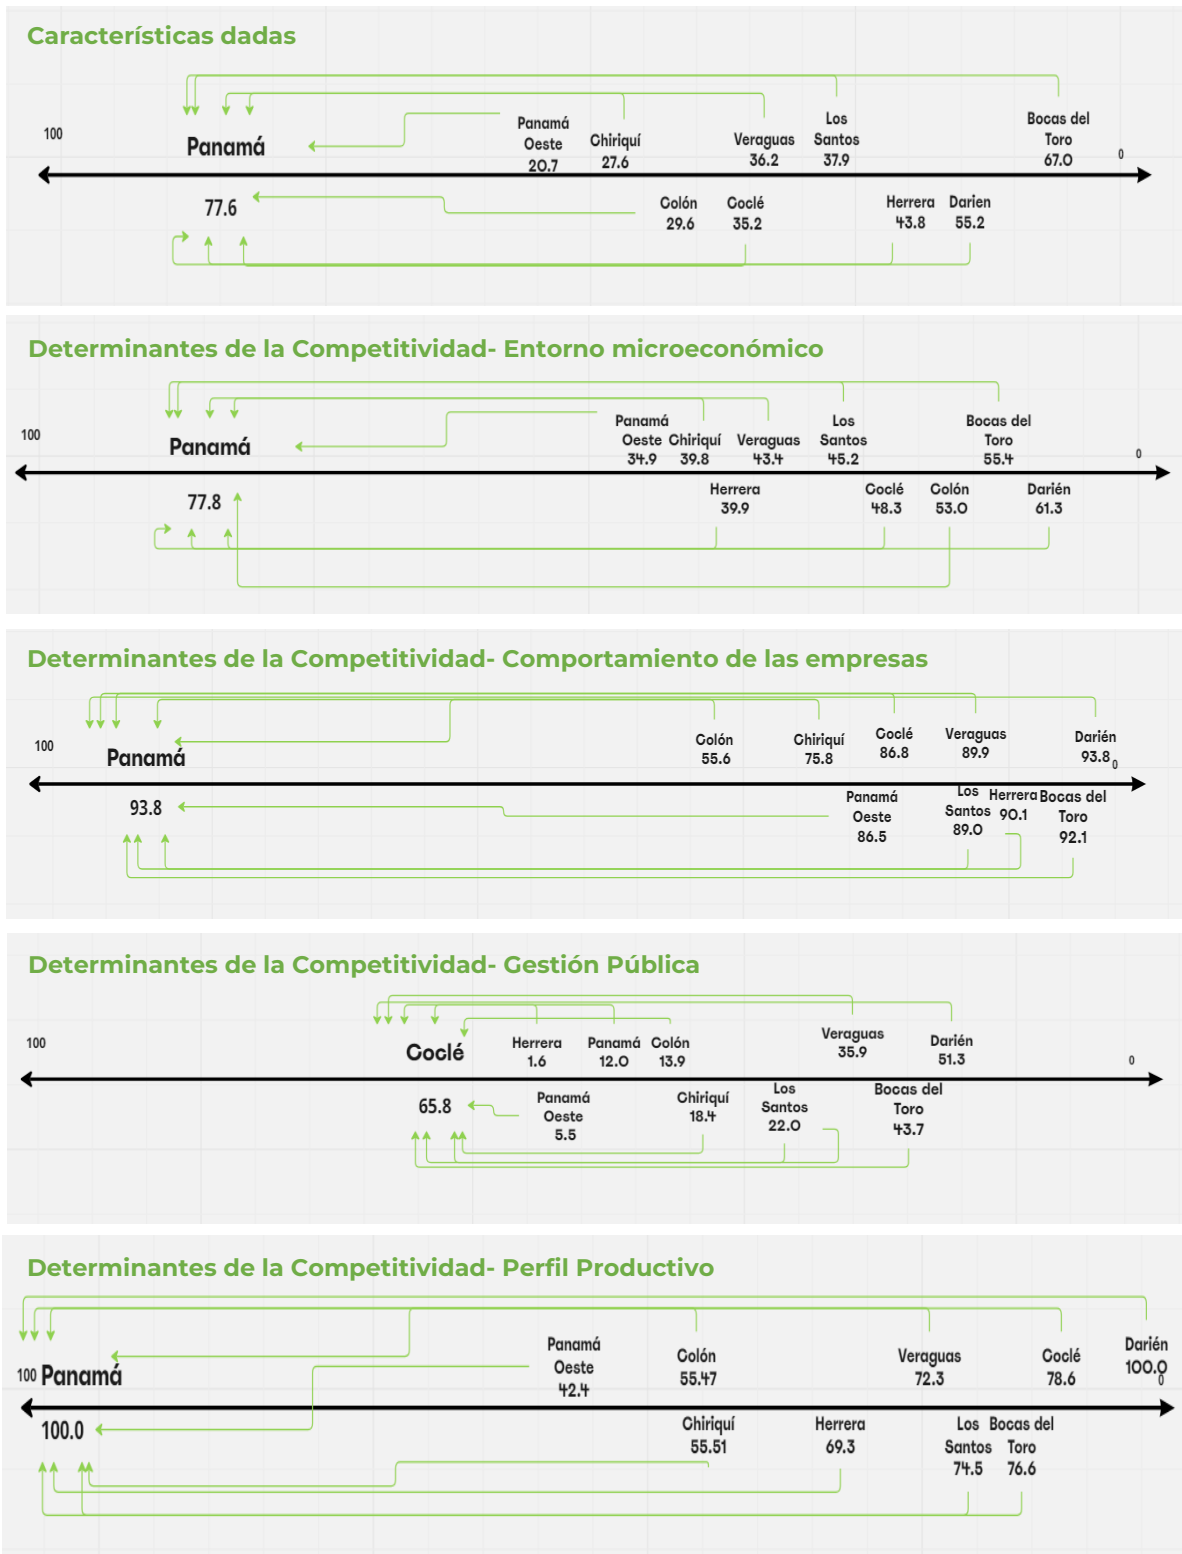 Características dadas
100
Panamá
Panamá
Oeste
20.7
Chiriquí
27.6
Veraguas
36.2
Los
Santos
37.9
Bocas del
Toro
67.0
0
77.6
Colón
29.6
Coclé
35.2
Herrera
43.8
Darien
55.2
Determinantes de la Competitividad- Entorno microeconómico
100
Panamá
Panamá
Oeste
34.9
Chiriquí
39.8
Veraguas
43.4
Los
Santos
45.2
Bocas del
Toro
55.4
0
77.8
Herrera
39.9
Coclé
48.3
Colón
53.0
Darién
61.3
Determinantes de la Competitividad- Comportamiento de las empresas
100
Panamá
Colón
55.6
Chiriquí
75.8
Coclé
86.8
Veraguas
89.9
Darién
93.8
0
93.8
Panamá
Oeste
86.5
Los
Santos
89.0
Herrera
90.1
Bocas del
Toro
92.1
Determinantes de la Competitividad- Gestión Pública
100
Coclé
Herrera
1.6
Panamá
12.0
Colón
13.9
Veraguas
35.9
Darién
51.3
0
65.8
Panamá
Oeste
5.5
Chiriquí
18.4
Los
Santos
22.0
Bocas del
Toro
43.7
Determinantes de la Competitividad- Perfil Productivo
100
Panamá
Panamá
Oeste
42.4
Colón
55.47
Veraguas
72.3
Coclé
78.6
Darién
100.0
0
100.0
Chiriquí
55.51
Herrera
69.3
Los
Santos
74.5
Bocas del
Toro
76.6